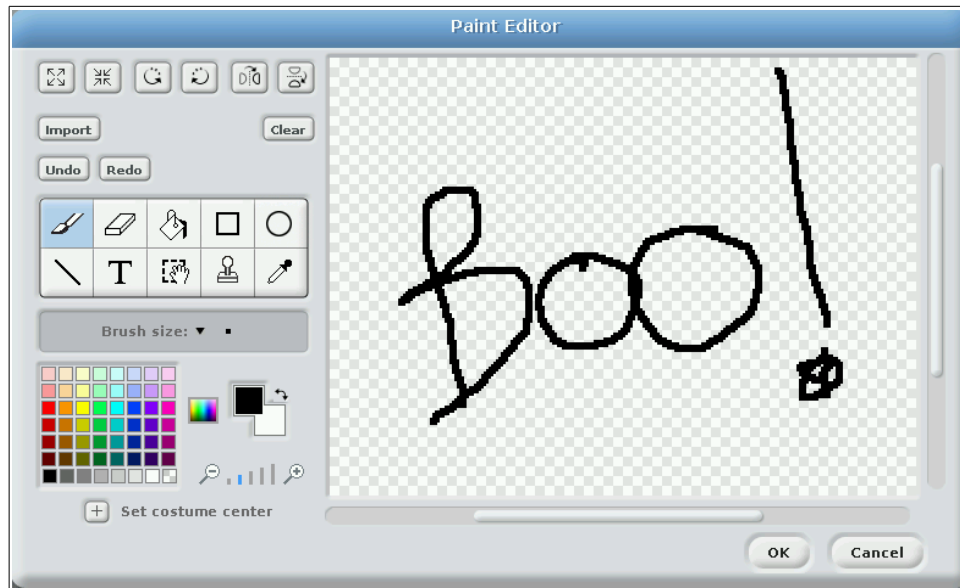 Paint Editor
Import
Clear
Undo
Redo
T
Brush size:
Set costume center
Boo!
OK
Cancel